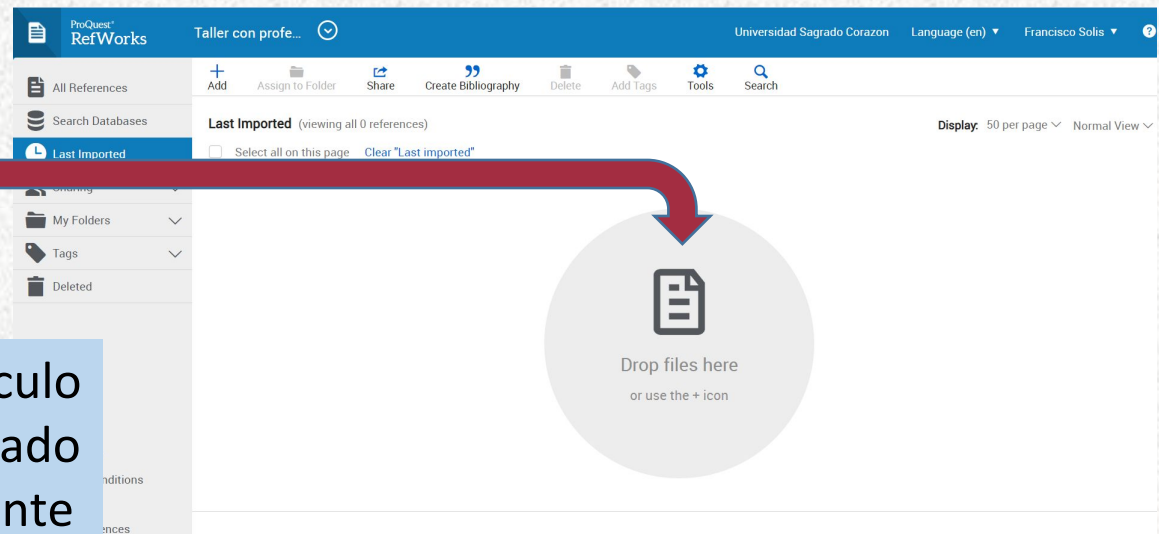 ProQuest®
RefWorks
Taller con profe...
Universidad Sagrado Corazon
Language (en)
Francisco Solis
?
All References
Search Databases
Last Imported
Sharing
My Folders
Tags
Deleted
Add
Assign to Folder
Share
Create Bibliography
Delete
Add Tags
Tools
Search
Last Imported (viewing all 0 references)
Display: 50 per page Normal View
Select all on this page Clear "Last imported"
Drop files here
or use the + icon
culo
ado
nte
nditions
ences